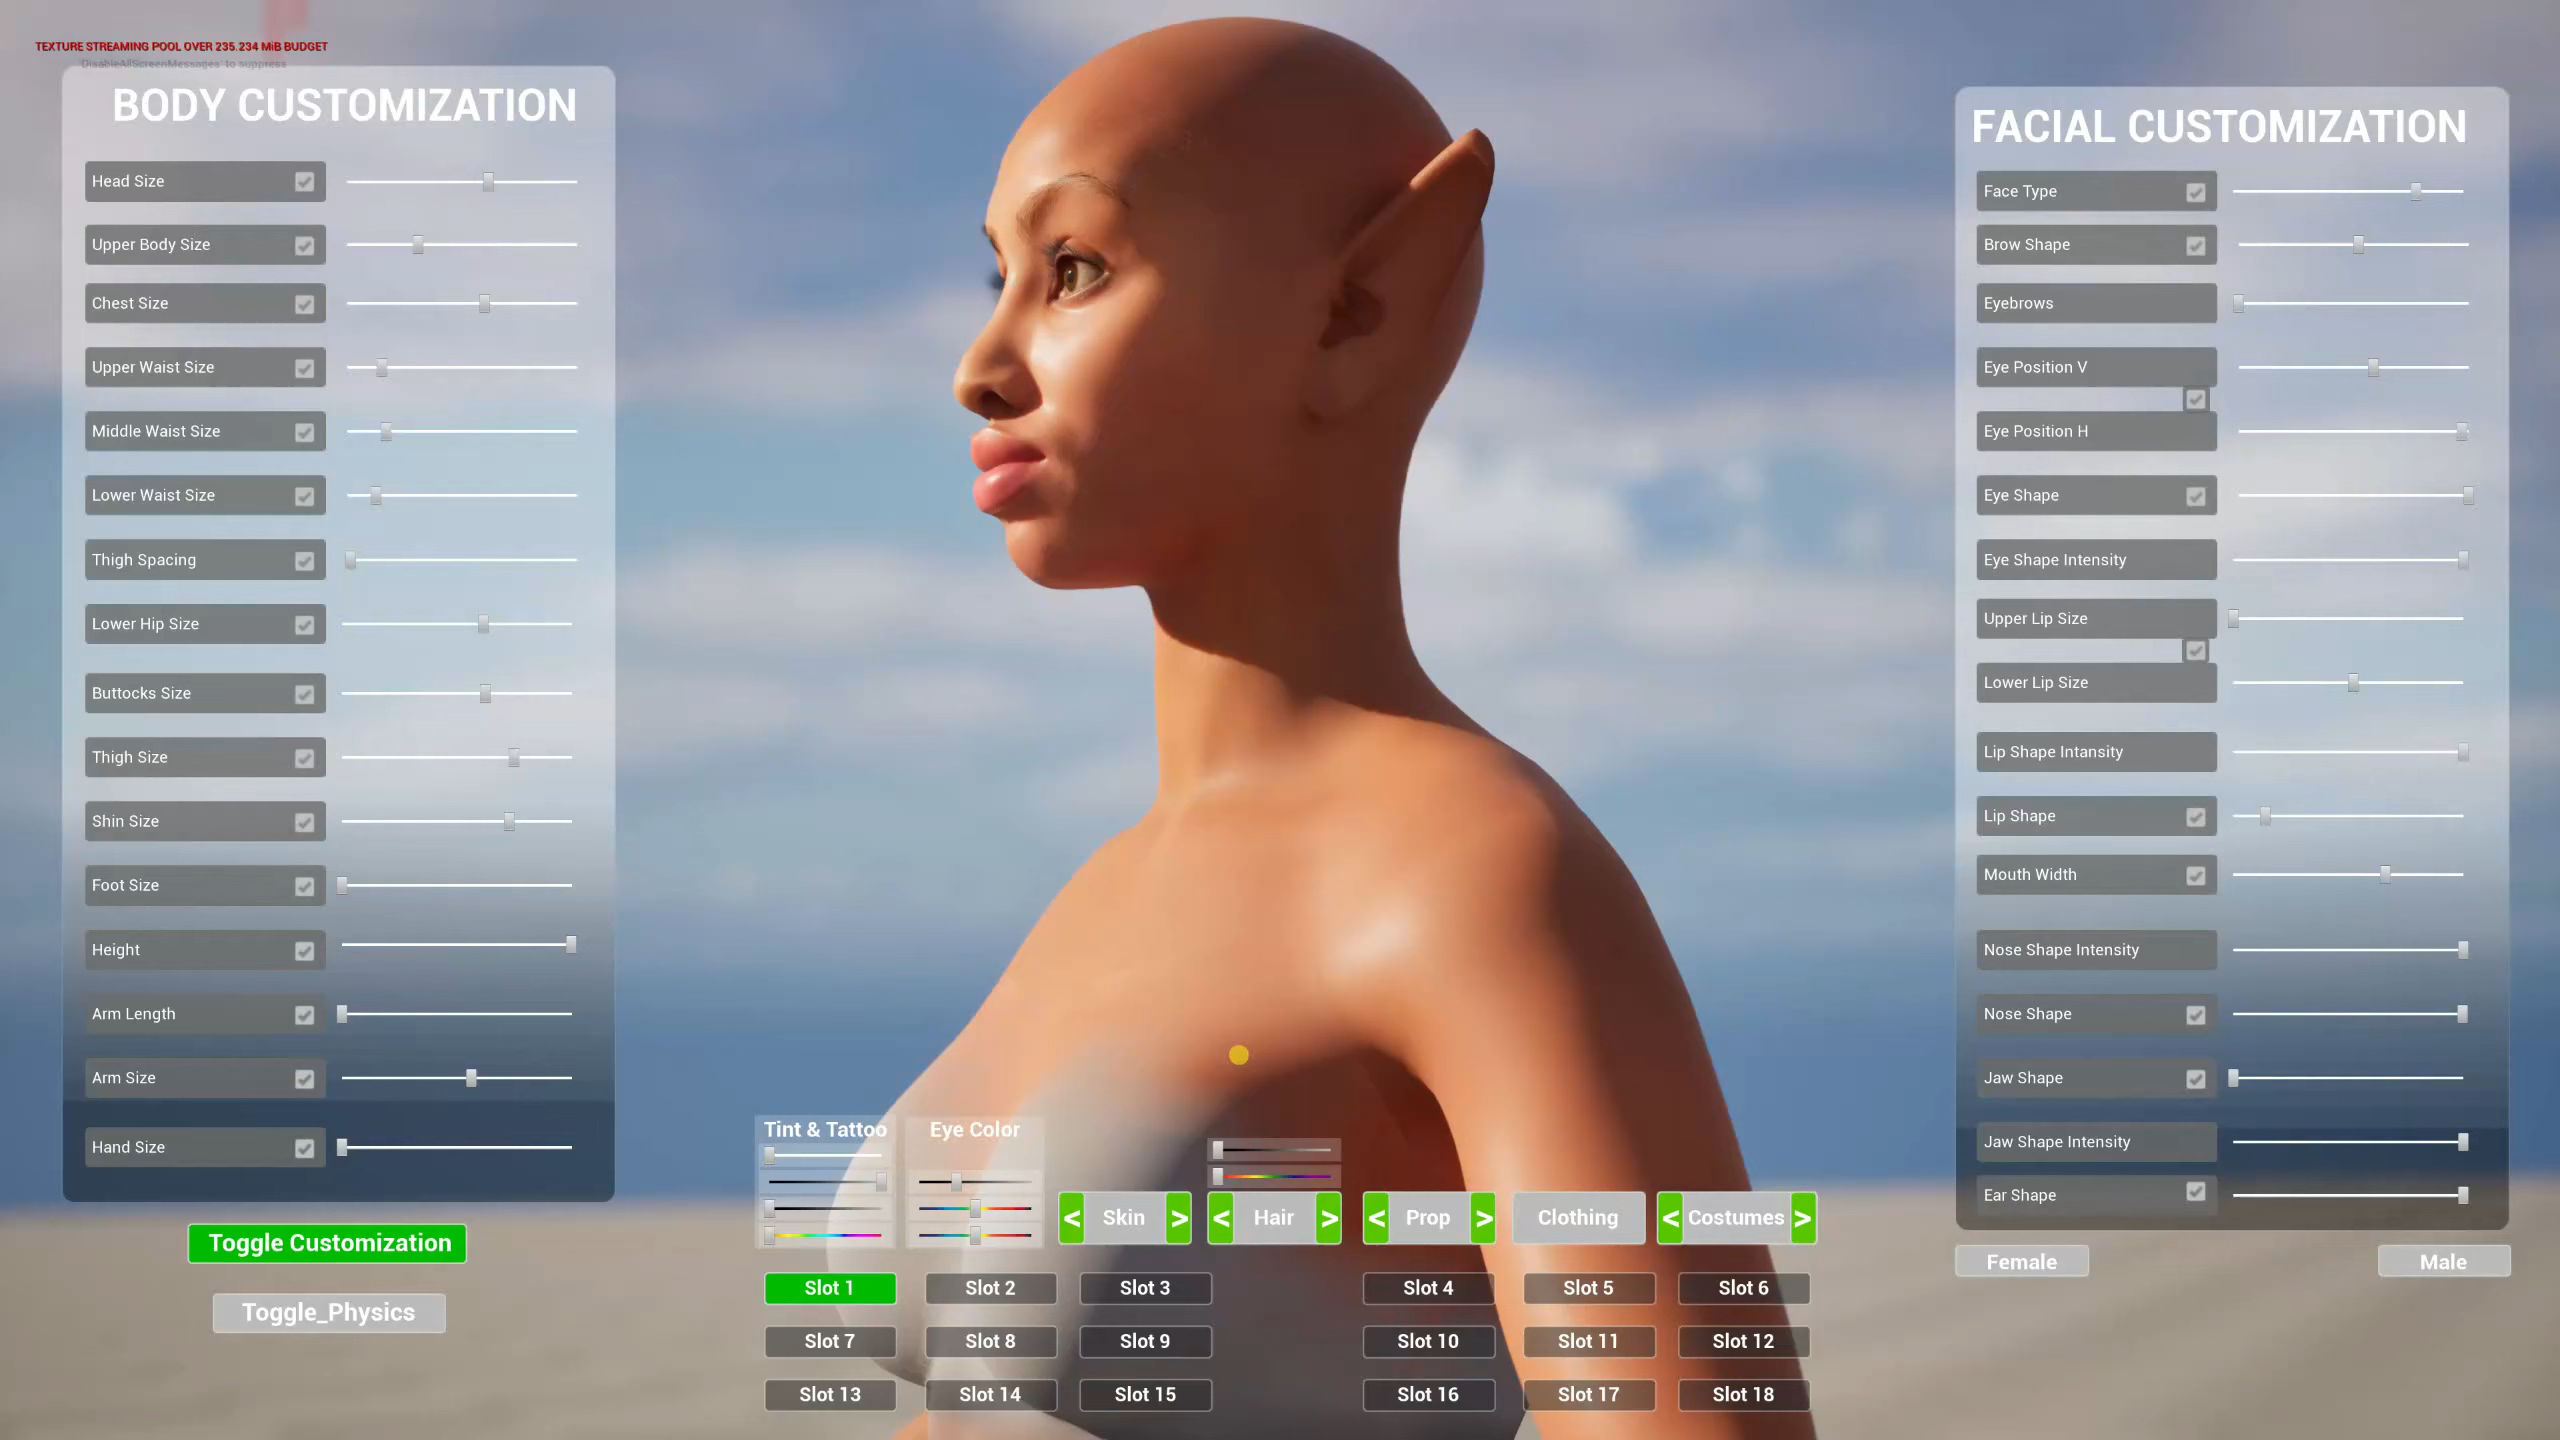 TEXTURE STREAMING POOL OVER 235.234 MiB BUDGET
'DisableAllScreenMessages' to suppress
BODY CUSTOMIZATION
Head Size
Upper Body Size
Chest Size
Upper Waist Size
Middle Waist Size
Lower Waist Size
Thigh Spacing
Lower Hip Size
Buttocks Size
Thigh Size
Shin Size
Foot Size
Height
Arm Length
Arm Size
Hand Size
Toggle Customization
Toggle_Physics
FACIAL CUSTOMIZATION
Face Type
Brow Shape
Eyebrows
Eye Position V
Eye Position H
Eye Shape
Eye Shape Intensity
Upper Lip Size
Lower Lip Size
Lip Shape Intansity
Lip Shape
Mouth Width
Nose Shape Intensity
Nose Shape
Jaw Shape
Jaw Shape Intensity
Ear Shape
Female
Male
Tint & Tattoo
Eye Color
< Skin >
< Hair >
< Prop >
Clothing
< Costumes >
Slot 1
Slot 2
Slot 3
Slot 4
Slot 5
Slot 6
Slot 7
Slot 8
Slot 9
Slot 10
Slot 11
Slot 12
Slot 13
Slot 14
Slot 15
Slot 16
Slot 17
Slot 18